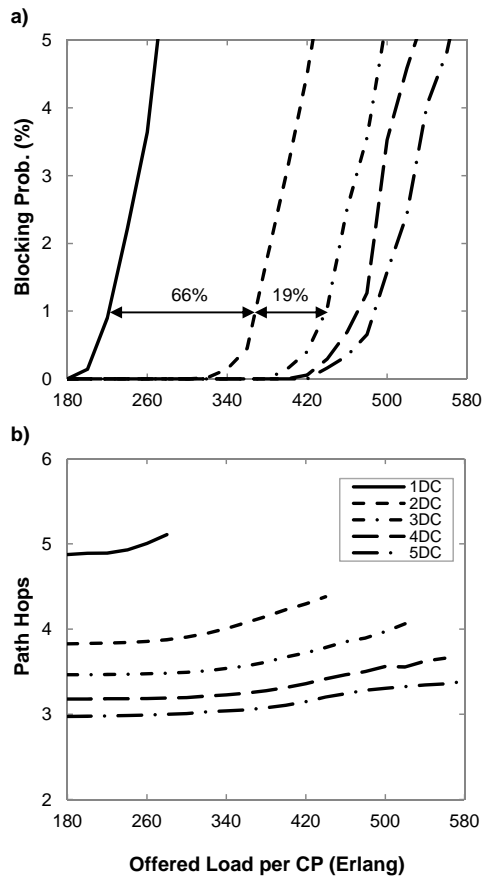 a)
Blocking Prob. (%)
5
4
3
2
1
0
66%
19%
180 260 340 420 500 580
b)
Path Hops
6
5
4
3
2
1DC
2DC
3DC
4DC
5DC
180 260 340 420 500 580
Offered Load per CP (Erlang)